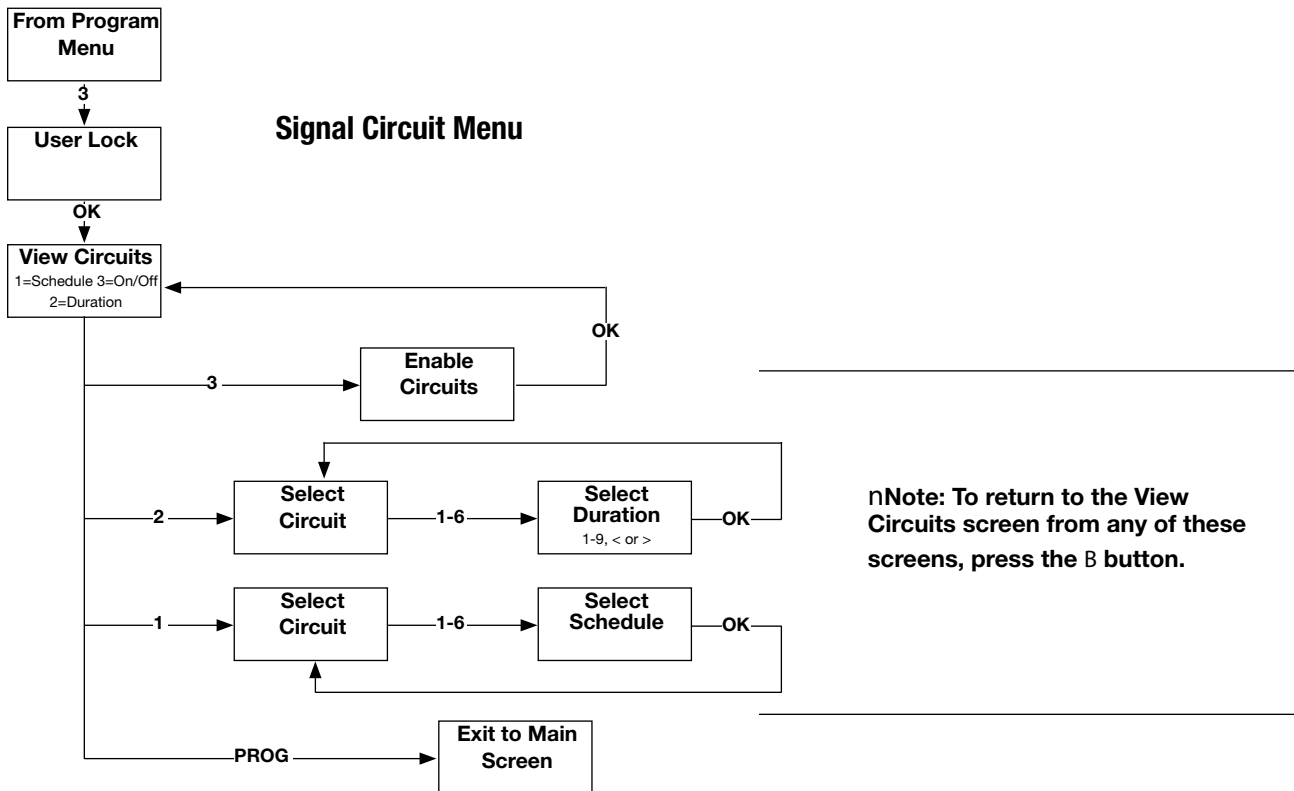 From Program
Menu
3
User Lock
Signal Circuit Menu
OK
View Circuits
1=Schedule 3=On/Off
2=Duration
OK
3
Enable
Circuits
2
Select
Circuit
1-6
Select
Duration
1-9, < or >
OK
nNote: To return to the View
Circuits screen from any of these
screens, press the B button.
1
Select
Circuit
1-6
Select
Schedule
OK
PROG
Exit to Main
Screen